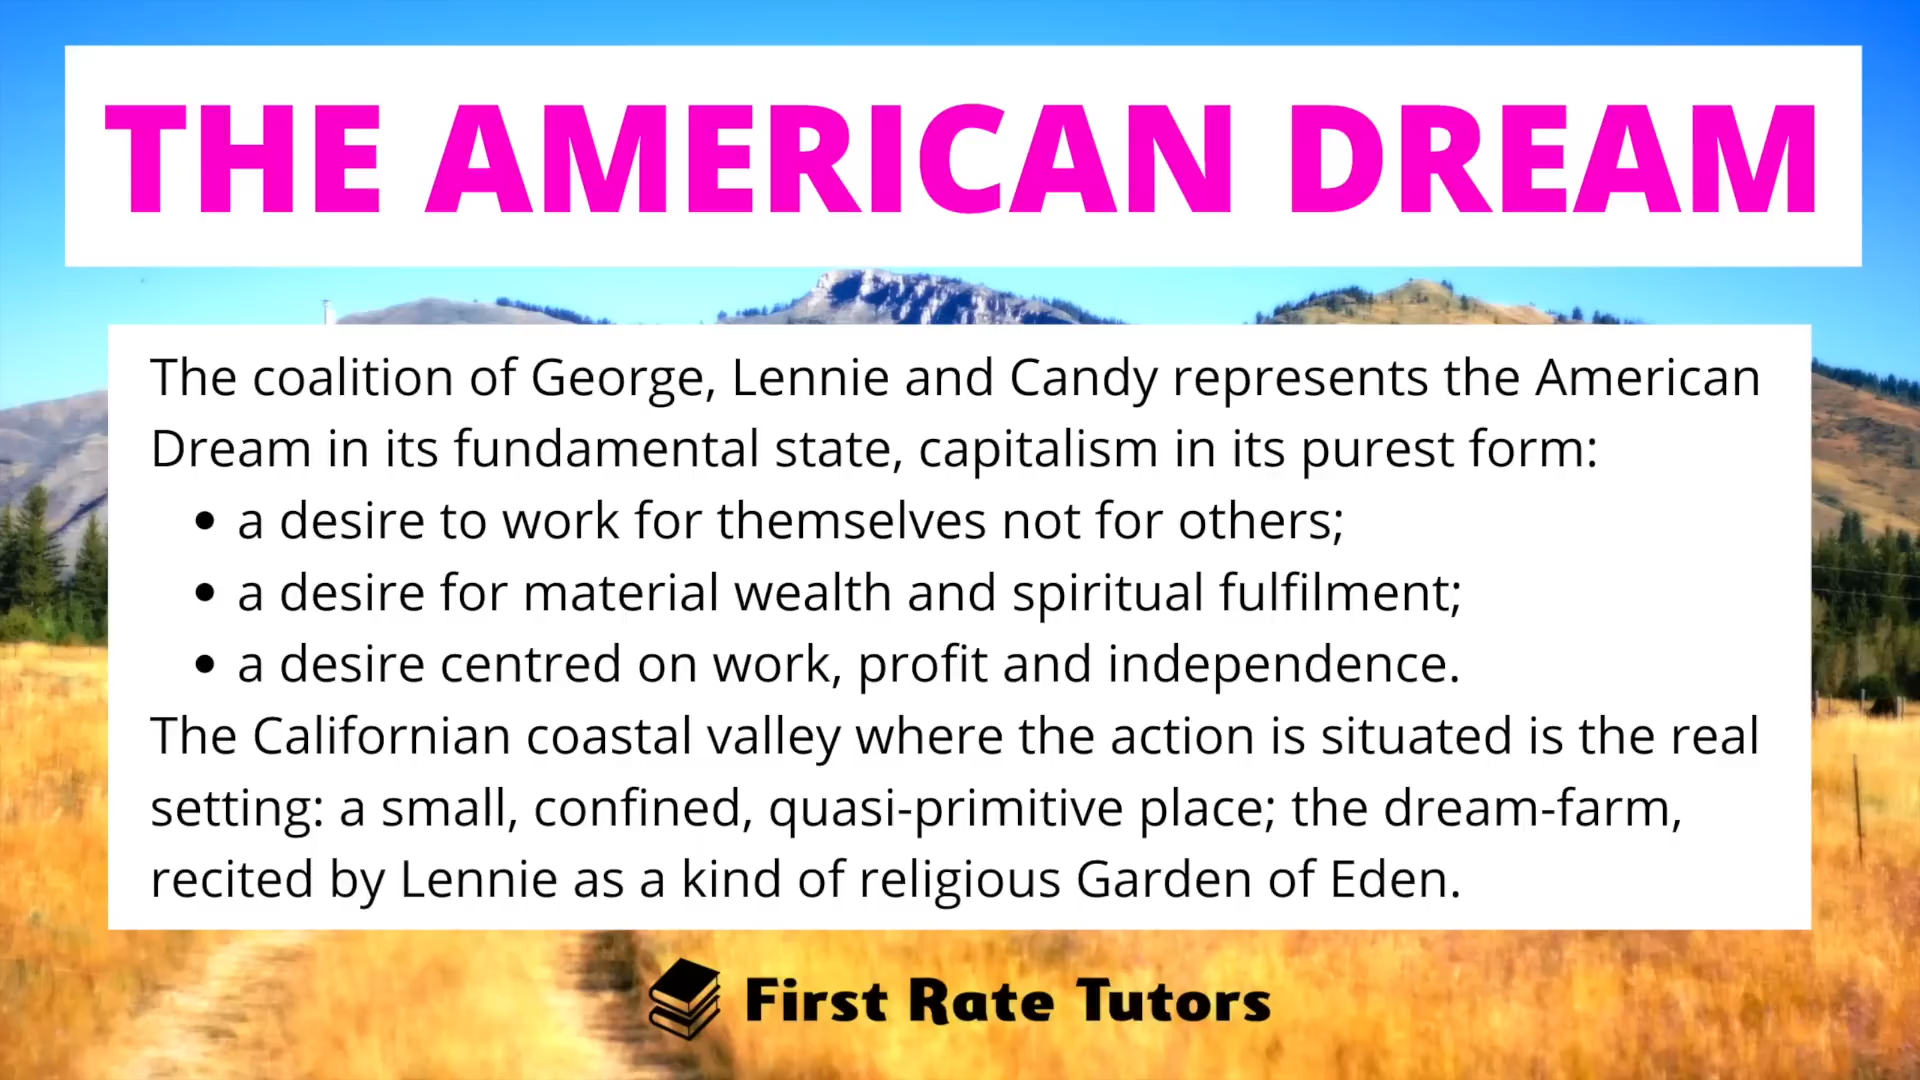 THE AMERICAN DREAM
The coalition of George, Lennie and Candy represents the American
Dream in its fundamental state, capitalism in its purest form:
• a desire to work for themselves not for others;
• a desire for material wealth and spiritual fulfilment;
• a desire centred on work, profit and independence.
The Californian coastal valley where the action is situated is the real
setting: a small, confined, quasi-primitive place; the dream-farm,
recited by Lennie as a kind of religious Garden of Eden.
First Rate Tutors